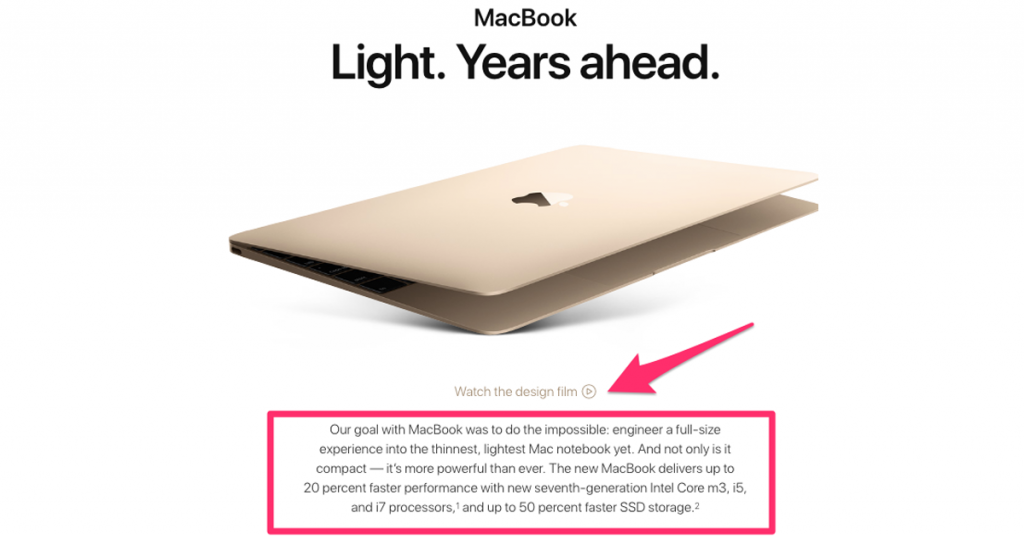 MacBook
Light. Years ahead.
Watch the design film
Our goal with MacBook was to do the impossible: engineer a full-size
experience into the thinnest, lightest Mac notebook yet. And not only is it
compact — it’s more powerful than ever. The new MacBook delivers up to
20 percent faster performance with new seventh-generation Intel Core m3, i5,
and i7 processors,¹ and up to 50 percent faster SSD storage.²